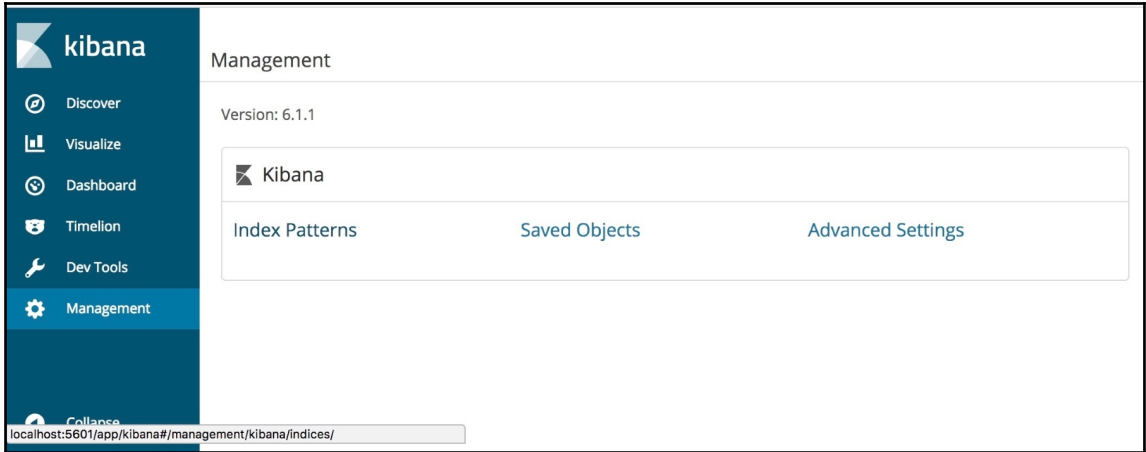 kibana
Discover
Visualize
Dashboard
Timelion
Dev Tools
Management
Collapse
Management
Version: 6.1.1
Kibana
Index Patterns Saved Objects Advanced Settings
localhost:5601/app/kibana#/management/kibana/indices/